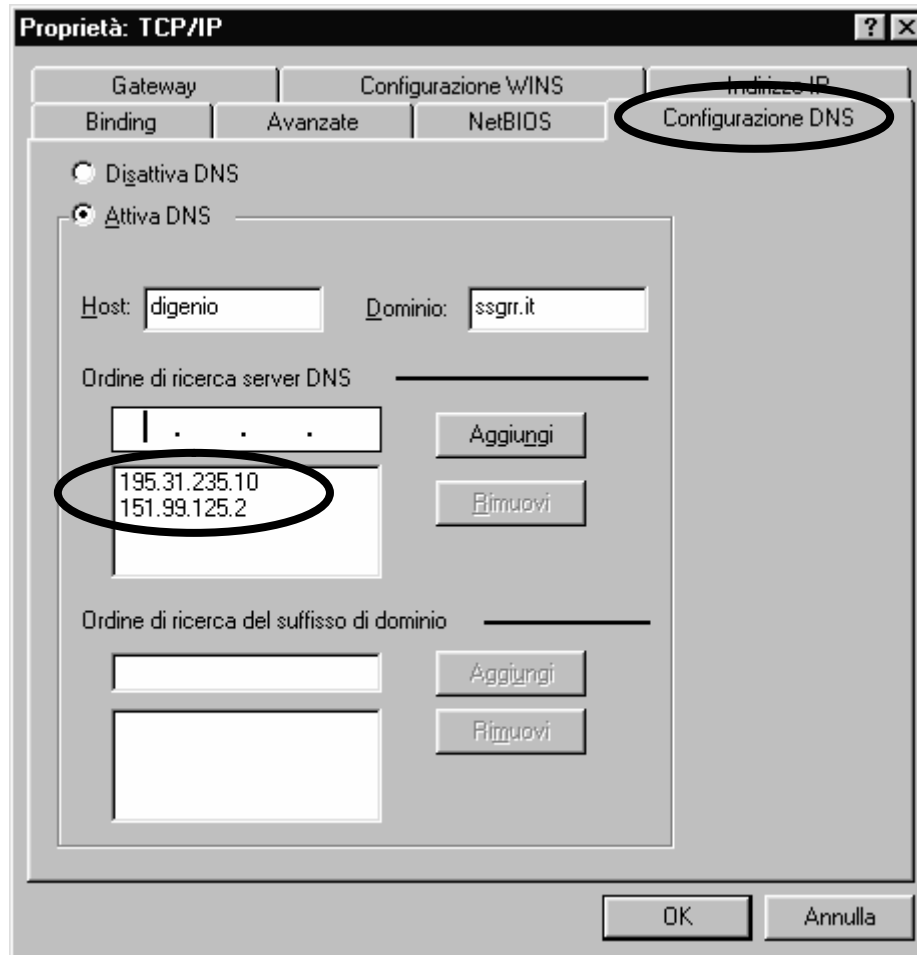 Proprietà: TCP/IP
Gateway Configurazione WINS Indirizzo IP
Binding Avanzate NetBIOS Configurazione DNS
Disattiva DNS
Attiva DNS
Host: digenio Dominio: ssgrr.it
Ordine di ricerca server DNS
Aggiungi
195.31.235.10
151.99.125.2
Rimuovi
Ordine di ricerca del suffisso di dominio
Aggiungi
Rimuovi
OK Annulla